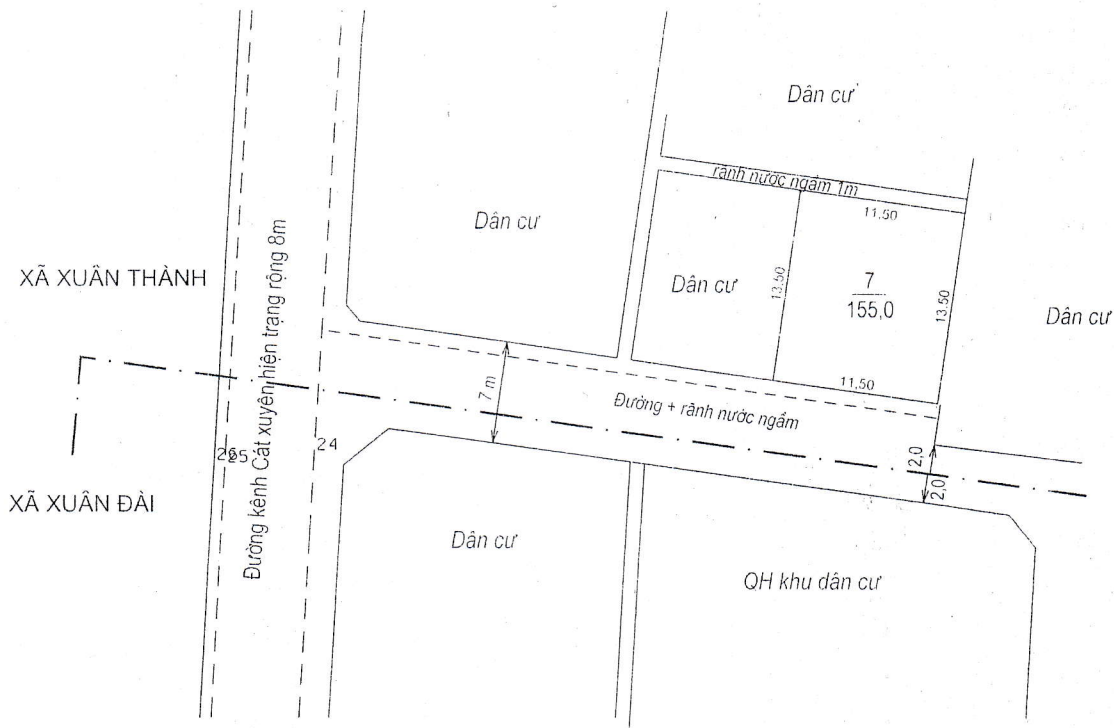 Dân cư
rãnh nước ngầm 1m
11,50
Dân cư
Dân cư
13,50
7
155,0
13,50
Dân cư
XÃ XUÂN THÀNH
Đường kênh Cát xuyên hiện trạng rộng 8m
7 m
11,50
Đường + rãnh nước ngầm
26
25
24
2,0
2,0
XÃ XUÂN ĐÀI
Dân cư
QH khu dân cư